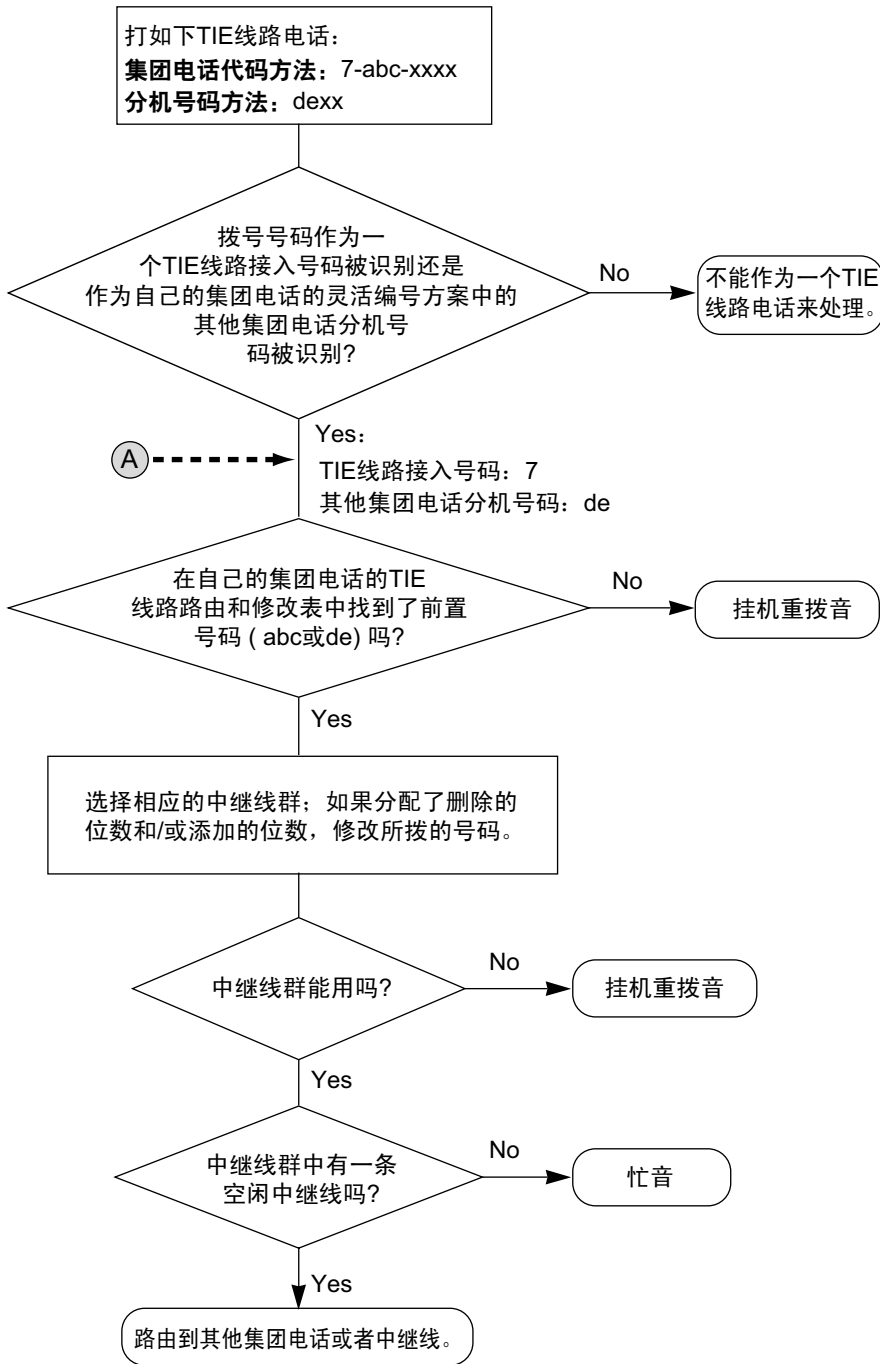 打如下TIE线路电话：
集团电话代码方法：7-abc-xxxx
分机号码方法：dexx
拨号号码作为一
个TIE线路接入号码被识别还是
作为自己的集团电话的灵活编号方案中的
其他集团电话分机号
码被识别?
No
不能作为一个TIE
线路电话来处理。
A
Yes：
TIE线路接入号码：7
其他集团电话分机号码：de
在自己的集团电话的TIE
线路路由和修改表中找到了前置
号码 ( abc或de) 吗?
No
挂机重拨音
Yes
选择相应的中继线群；如果分配了删除的
位数和/或添加的位数，修改所拨的号码。
中继线群能用吗?
No
挂机重拨音
Yes
中继线群中有一条
空闲中继线吗?
No
忙音
Yes
路由到其他集团电话或者中继线。